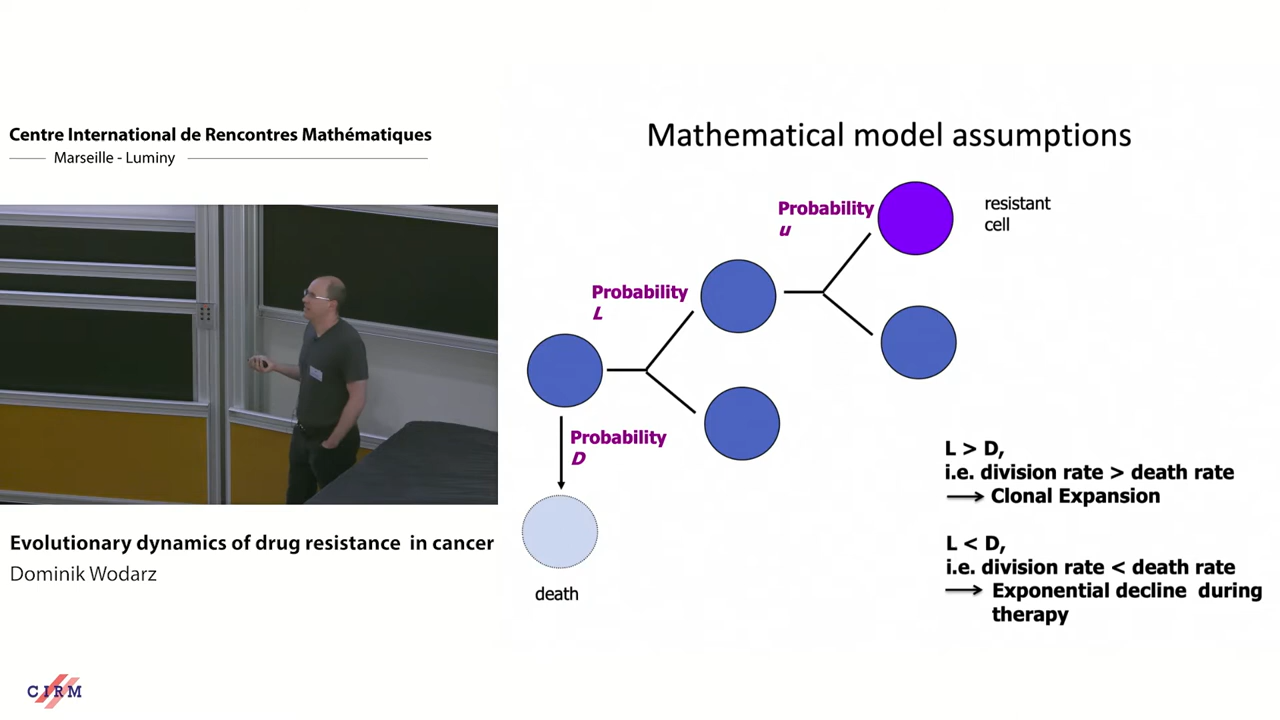 Centre International de Rencontres Mathématiques
Marseille - Luminy
Evolutionary dynamics of drug resistance in cancer
Dominik Wodarz
CIRM
Mathematical model assumptions
Probability
u
resistant
cell
Probability
L
Probability
D
death
L > D,
i.e. division rate > death rate
⟶ Clonal Expansion
L < D,
i.e. division rate < death rate
⟶ Exponential decline during
therapy